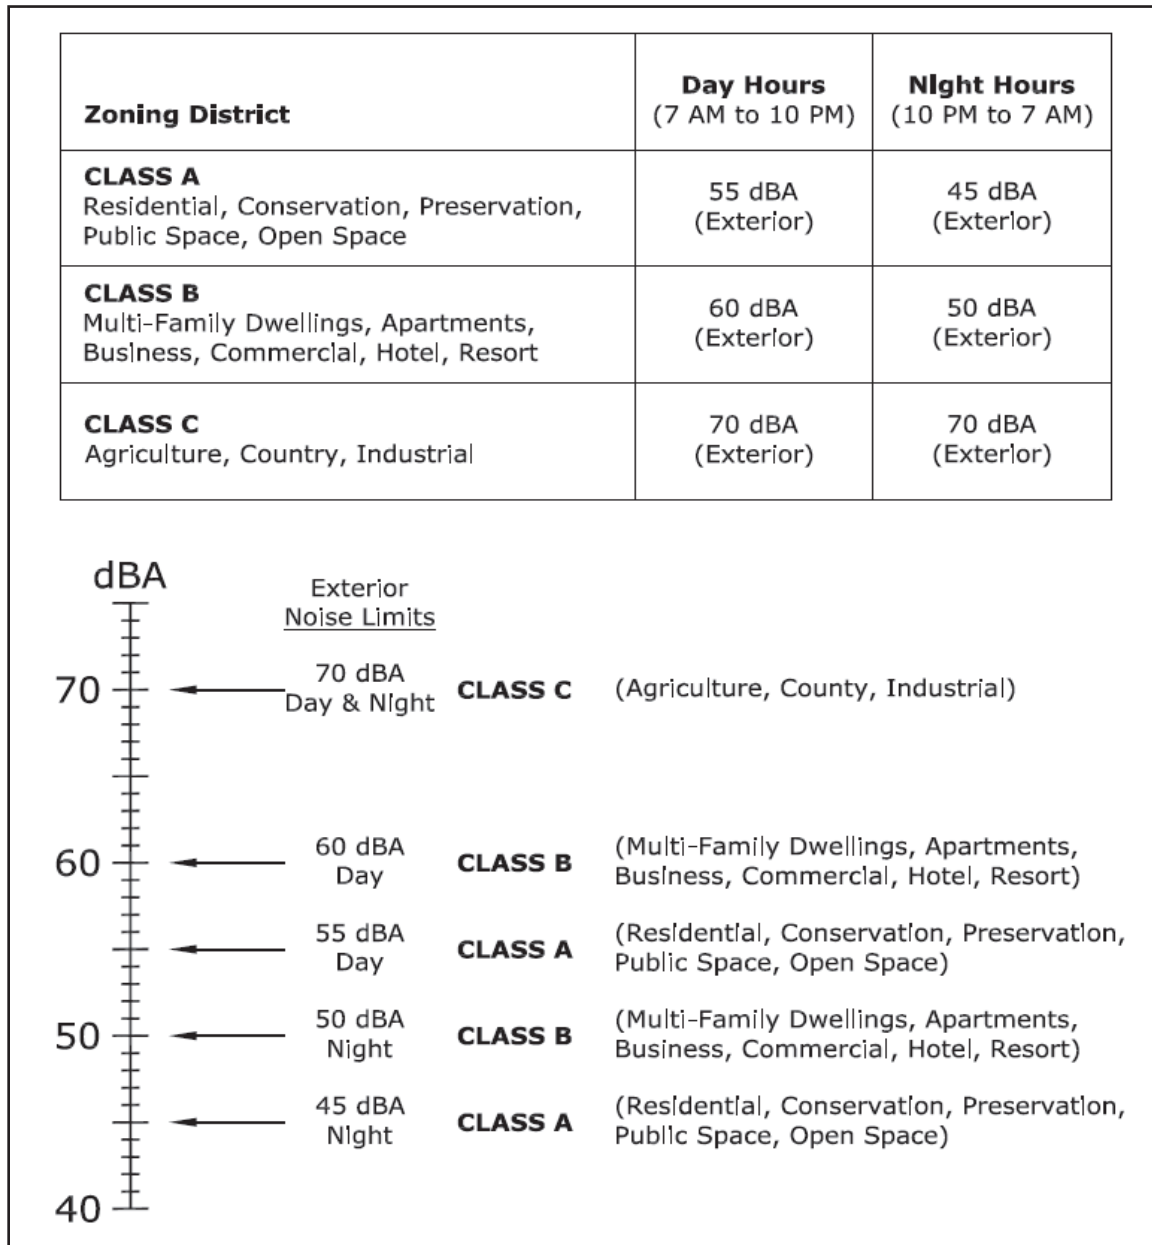 Zoning District
Day Hours
(7 AM to 10 PM)
Night Hours
(10 PM to 7 AM)
CLASS A
Residential, Conservation, Preservation,
Public Space, Open Space
55 dBA
(Exterior)
45 dBA
(Exterior)
CLASS B
Multi-Family Dwellings, Apartments,
Business, Commercial, Hotel, Resort
60 dBA
(Exterior)
50 dBA
(Exterior)
CLASS C
Agriculture, Country, Industrial
70 dBA
(Exterior)
70 dBA
(Exterior)
dBA
Exterior
Noise Limits
70
70 dBA
Day & Night
CLASS C
(Agriculture, County, Industrial)
60
60 dBA
Day
CLASS B
(Multi-Family Dwellings, Apartments,
Business, Commercial, Hotel, Resort)
55 dBA
Day
CLASS A
(Residential, Conservation, Preservation,
Public Space, Open Space)
50
50 dBA
Night
CLASS B
(Multi-Family Dwellings, Apartments,
Business, Commercial, Hotel, Resort)
45 dBA
Night
CLASS A
(Residential, Conservation, Preservation,
Public Space, Open Space)
40